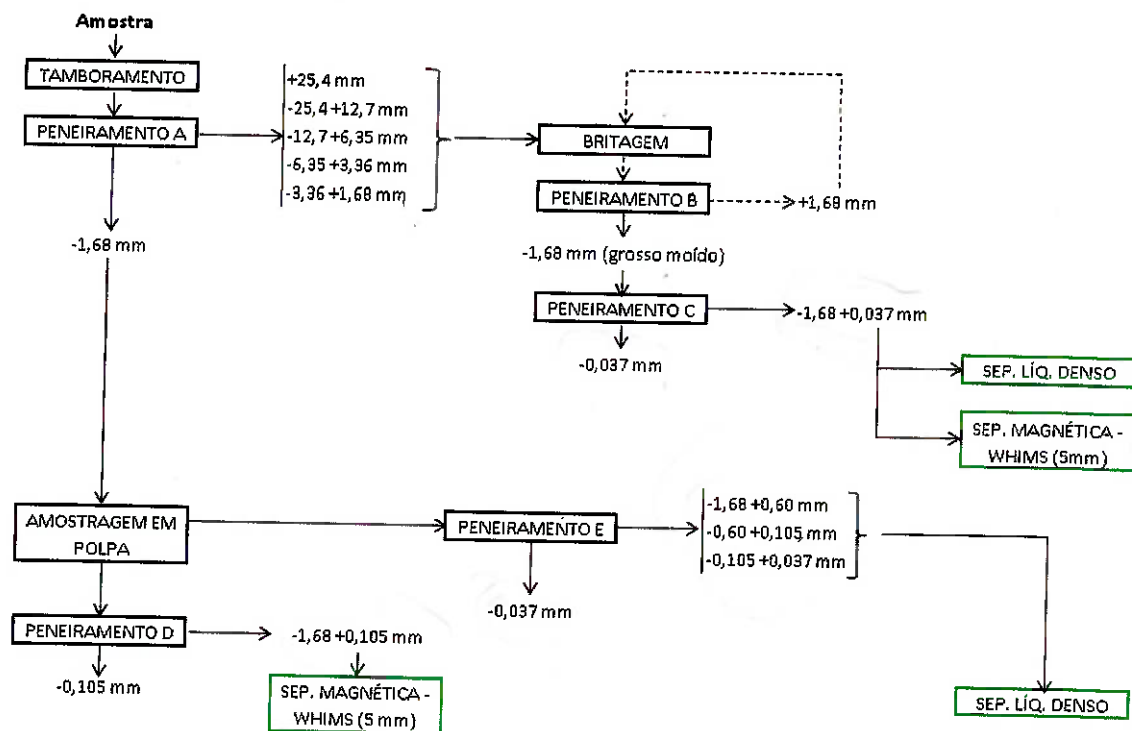 Amostra
TAMBORAMENTO
PENEIRAMENTO A
+25,4 mm
-25,4 +12,7 mm
-12,7 +6,35 mm
-6,35 +3,36 mm
-3,36 +1,68 mm
BRITAGEM
PENEIRAMENTO B
+1,68 mm
-1,68 mm (grosso moído)
PENEIRAMENTO C
-1,68 +0,037 mm
-0,037 mm
SEP. LÍQ. DENSO
SEP. MAGNÉTICA -
WHIMS (5mm)
-1,68 mm
AMOSTRAGEM EM
POLPA
PENEIRAMENTO E
-1,68 +0,60 mm
-0,60 +0,105 mm
-0,105 +0,037 mm
-0,037 mm
PENEIRAMENTO D
-1,68 +0,105 mm
-0,105 mm
SEP. MAGNÉTICA -
WHIMS (5 mm)
SEP. LÍQ. DENSO